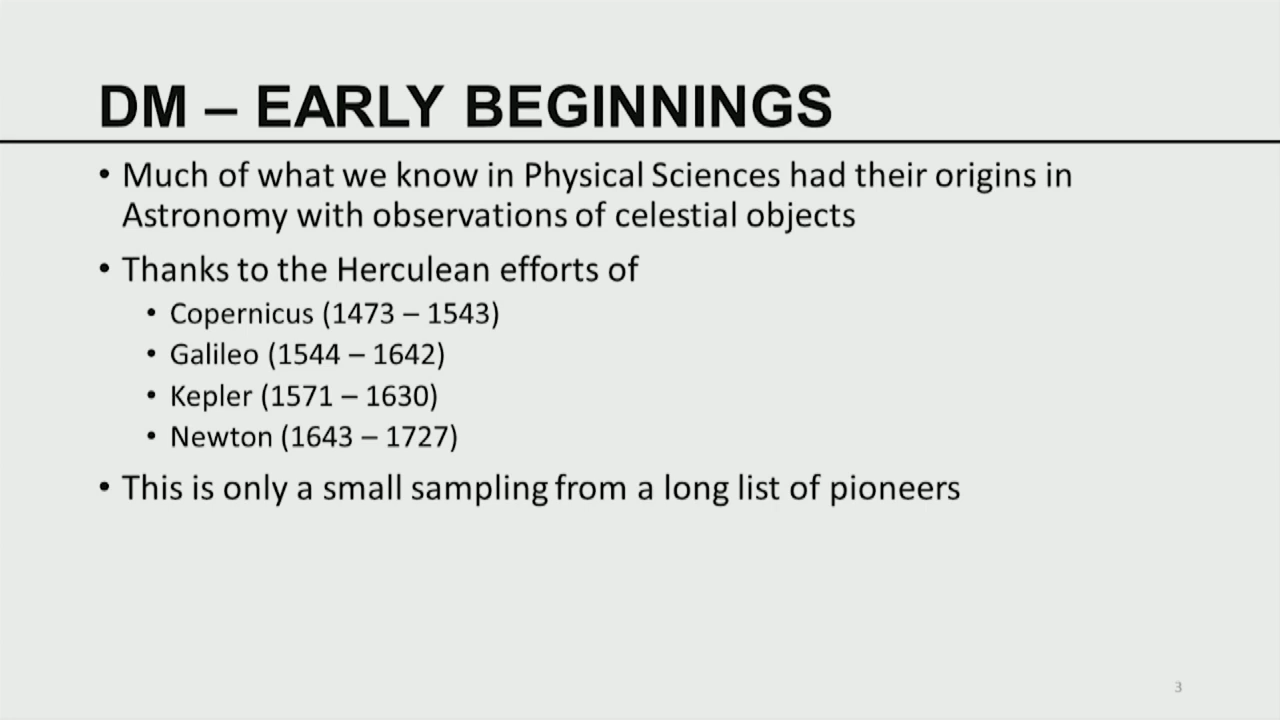 DM – EARLY BEGINNINGS
• Much of what we know in Physical Sciences had their origins in
Astronomy with observations of celestial objects
• Thanks to the Herculean efforts of
• Copernicus (1473 – 1543)
• Galileo (1544 – 1642)
• Kepler (1571 – 1630)
• Newton (1643 – 1727)
• This is only a small sampling from a long list of pioneers
3